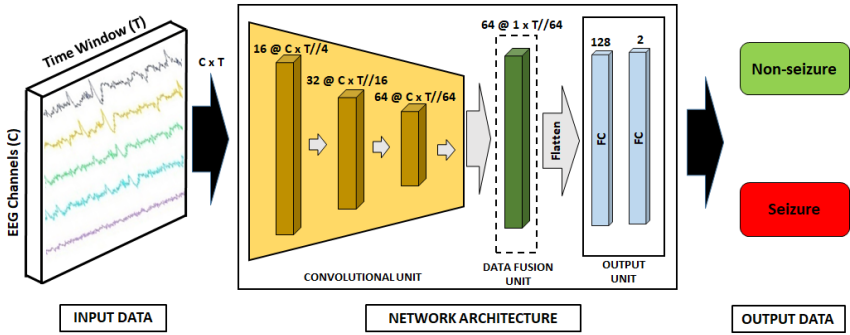 Time Window (T)
EEG Channels (C)
C x T
16 @ C x T//4
32 @ C x T//16
64 @ C x T//64
CONVOLUTIONAL UNIT
64 @ 1 x T//64
DATA FUSION
UNIT
Flatten
128
2
FC
FC
OUTPUT
UNIT
Non-seizure
Seizure
INPUT DATA
NETWORK ARCHITECTURE
OUTPUT DATA